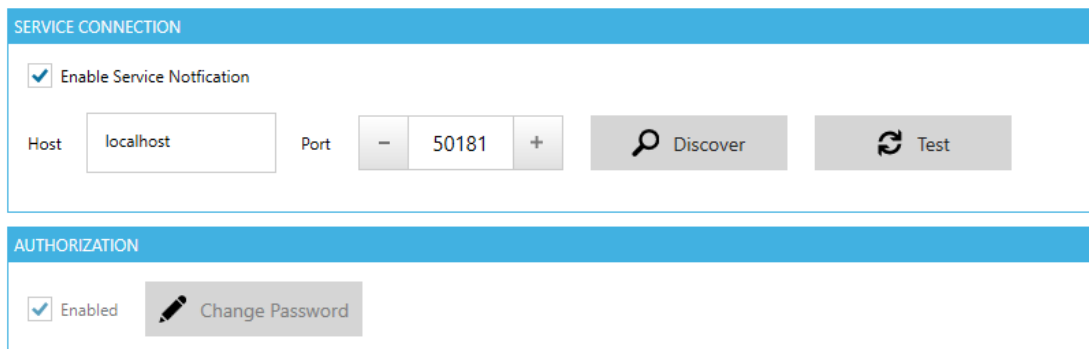 SERVICE CONNECTION
Enable Service Notfication
Host localhost Port − 50181 + Discover Test
AUTHORIZATION
Enabled Change Password